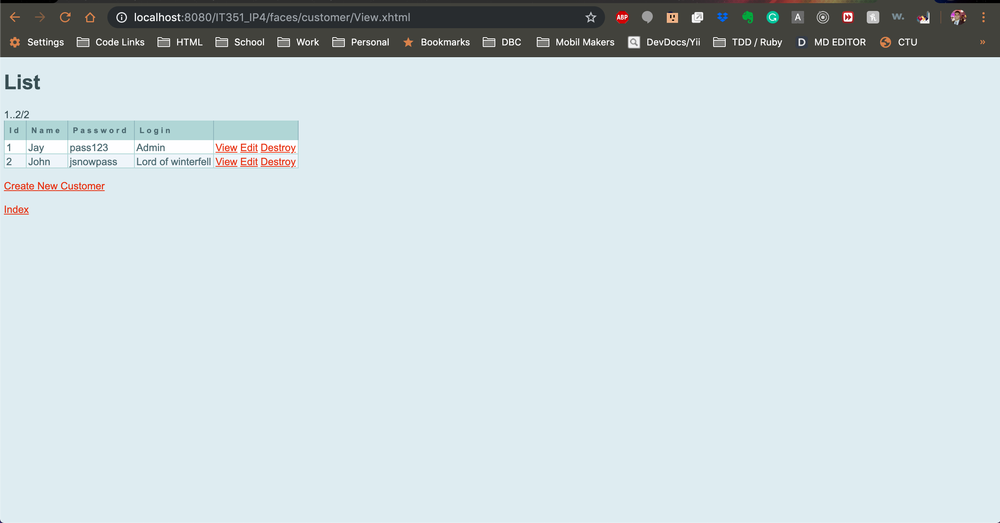 localhost:8080/IT351_IP4/faces/customer/View.xhtml ABP G A h w.
Settings Code Links HTML School Work Personal Bookmarks DBC Mobil Makers DevDocs/Yii TDD / Ruby D MD EDITOR CTU »
List
1..2/2
Id Name Password Login
1 Jay pass123 Admin View Edit Destroy
2 John jsnowpass Lord of winterfell View Edit Destroy
Create New Customer
Index